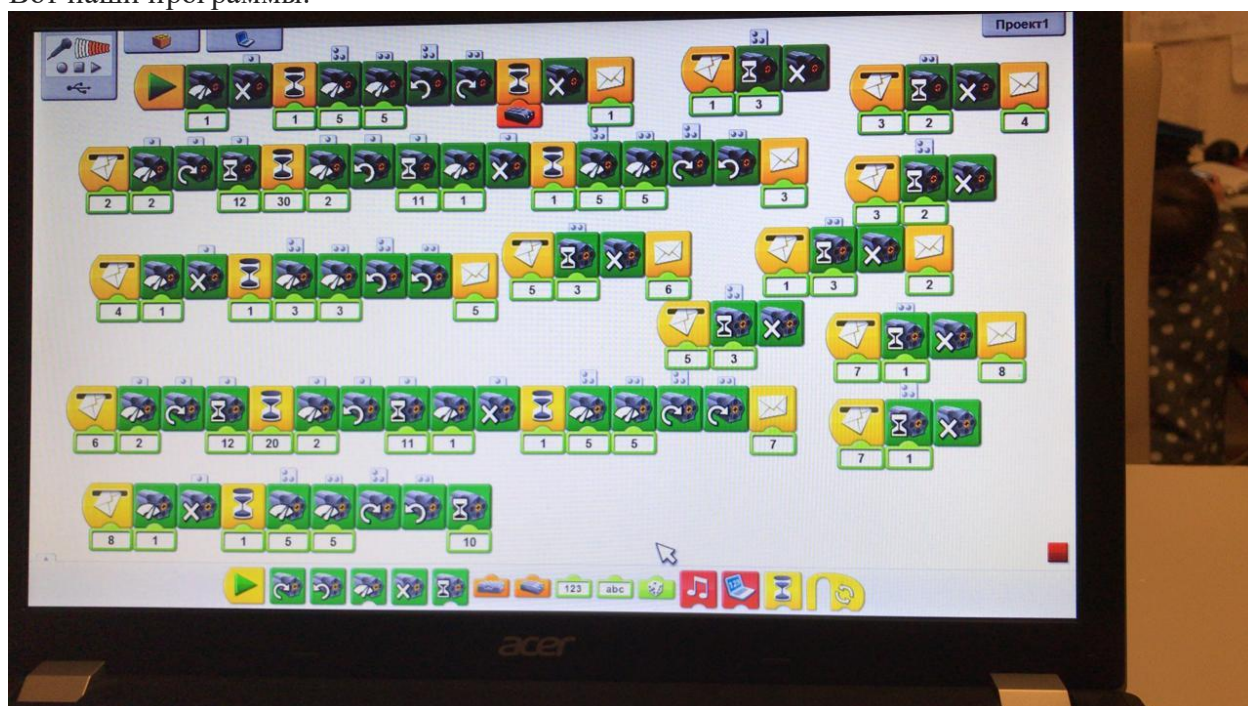 Вот наши программы:
Проект1
1 1 5 5 1
1 3
3 2 4
2 2 12 30 2 11 1 1 5 5 3
3 2
4 1 1 3 3 5
5 3 6
1 3 2
5 3
7 1 8
6 2 12 20 2 11 1 1 5 5 7
7 1
8 1 1 5 5 10
123 abc
acer